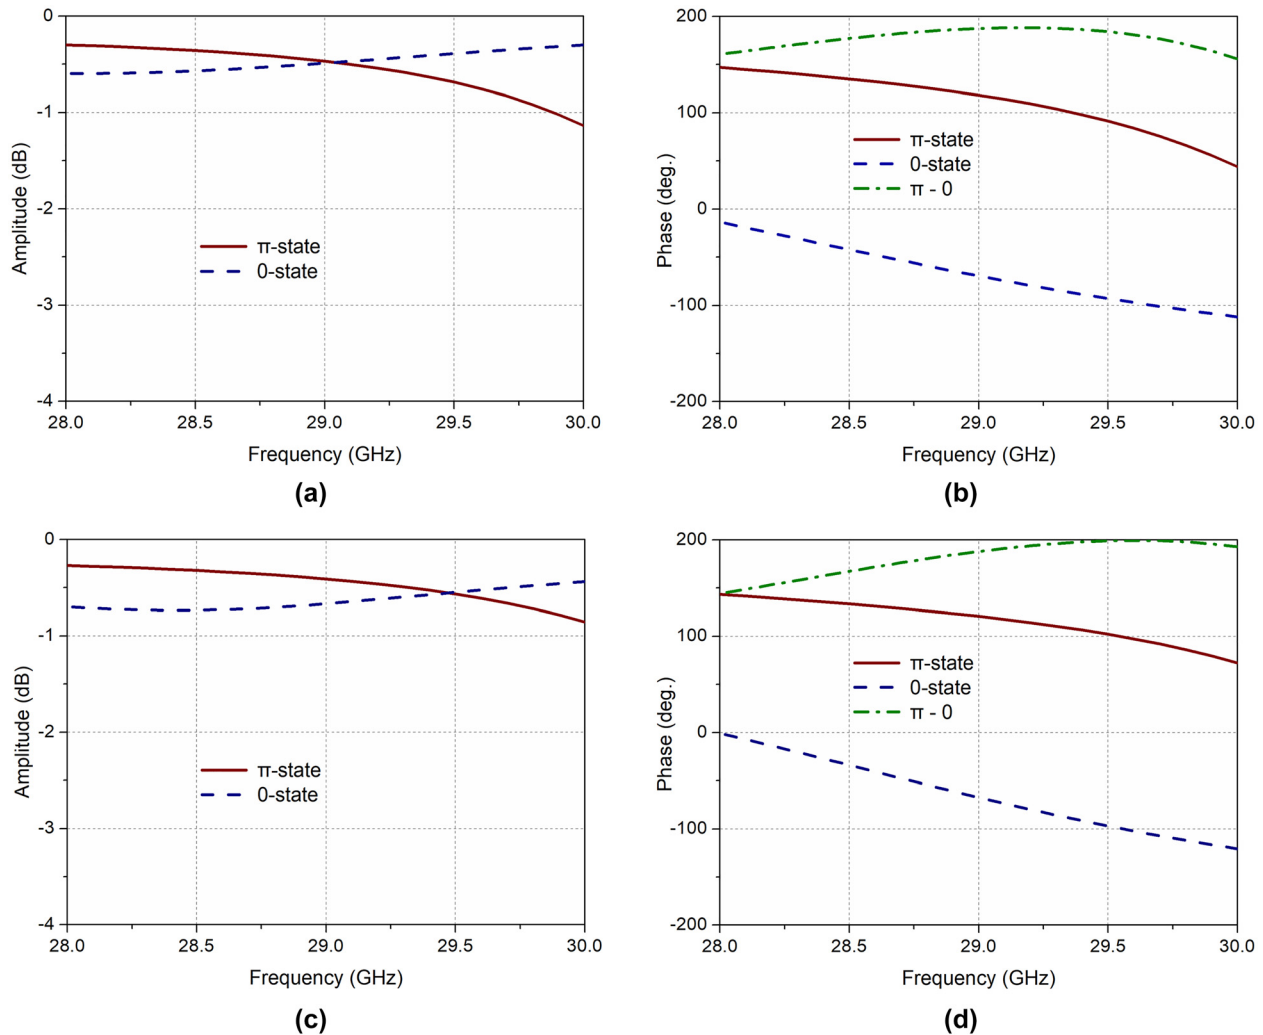 0
-1
-2
-3
-4
Amplitude (dB)
π-state
0-state
28.0 28.5 29.0 29.5 30.0
Frequency (GHz)
(a)
200
100
0
-100
-200
Phase (deg.)
π-state
0-state
π - 0
28.0 28.5 29.0 29.5 30.0
Frequency (GHz)
(b)
0
-1
-2
-3
-4
Amplitude (dB)
π-state
0-state
28.0 28.5 29.0 29.5 30.0
Frequency (GHz)
(c)
200
100
0
-100
-200
Phase (deg.)
π-state
0-state
π - 0
28.0 28.5 29.0 29.5 30.0
Frequency (GHz)
(d)